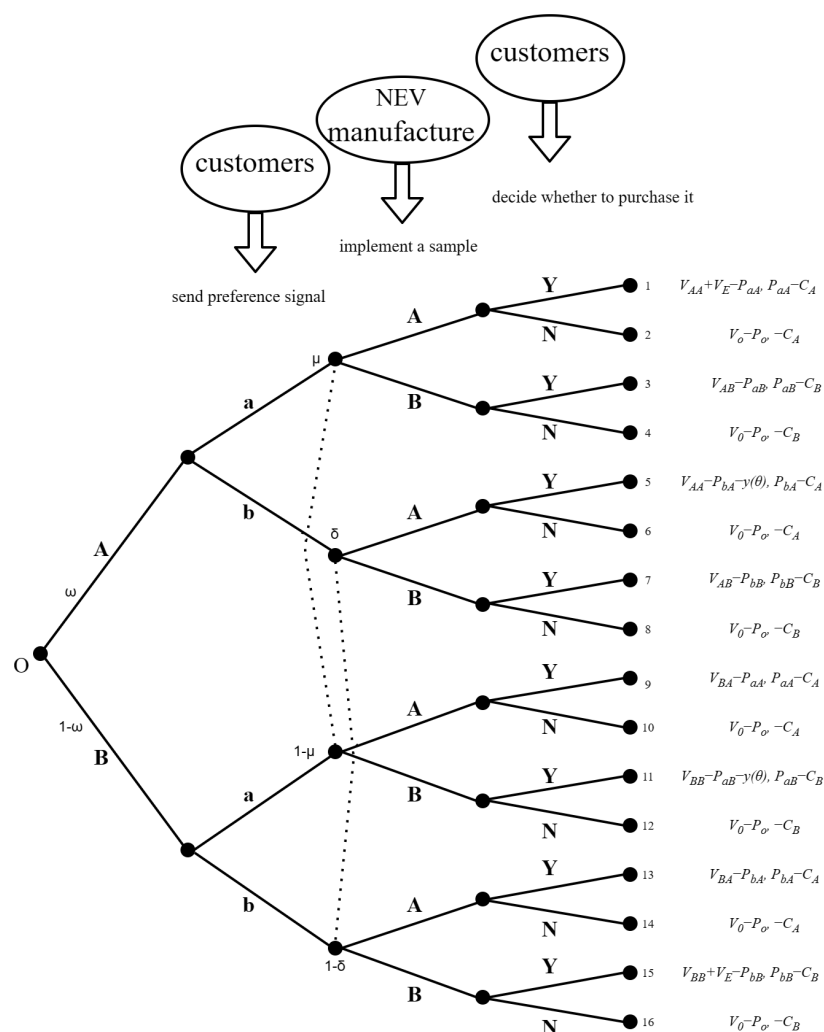 customers
NEV
manufacture
customers
decide whether to purchase it
implement a sample
send preference signal
Y 1 V_AA+V_E−P_aA, P_aA−C_A
A
N 2 V_o−P_o, −C_A
μ
Y 3 V_AB−P_aB, P_aB−C_B
a B
N 4 V_0−P_o, −C_B
Y 5 V_AA−P_bA−y(θ), P_bA−C_A
b A
δ
N 6 V_0−P_o, −C_A
A
Y 7 V_AB−P_bB, P_bB−C_B
ω B
N 8 V_0−P_o, −C_B
O
Y 9 V_BA−P_aA, P_aA−C_A
A
1-ω N 10 V_0−P_o, −C_A
B 1-μ
Y 11 V_BB−P_aB−y(θ), P_aB−C_B
a B
N 12 V_0−P_o, −C_B
Y 13 V_BA−P_bA, P_bA−C_A
b A
N 14 V_0−P_o, −C_A
1-δ
Y 15 V_BB+V_E−P_bB, P_bB−C_B
B
N 16 V_0−P_o, −C_B